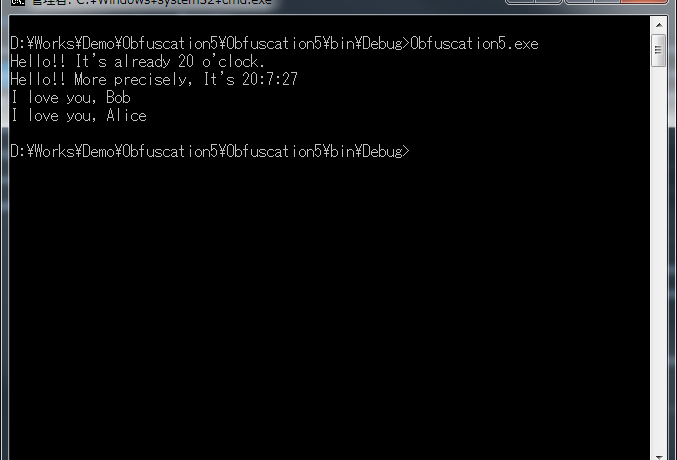 管理者: C:¥Windows¥system32¥cmd.exe
D:¥Works¥Demo¥Obfuscation5¥Obfuscation5¥bin¥Debug>Obfuscation5.exe
Hello!! It's already 20 o'clock.
Hello!! More precisely, It's 20:7:27
I love you, Bob
I love you, Alice
D:¥Works¥Demo¥Obfuscation5¥Obfuscation5¥bin¥Debug>